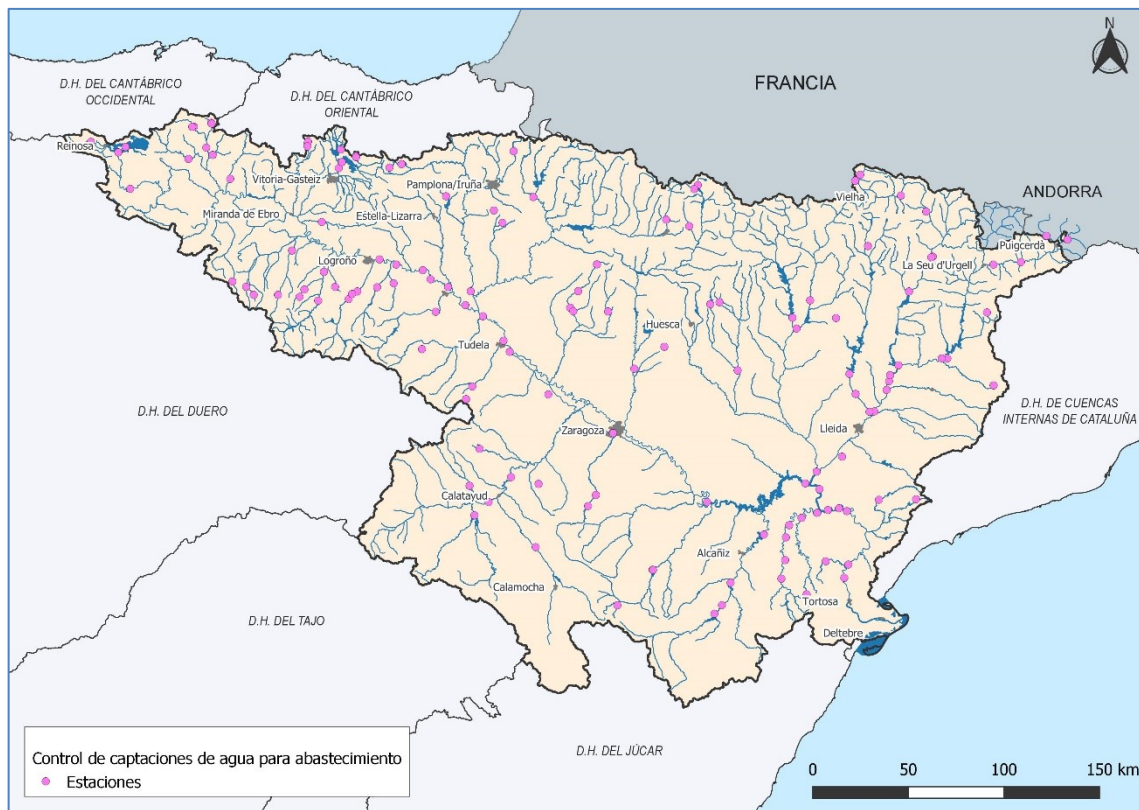 N
D.H. DEL CANTÁBRICO
OCCIDENTAL
D.H. DEL CANTÁBRICO
ORIENTAL
FRANCIA
Reinosa
Vitoria-Gasteiz
Pamplona/Iruña
Vielha
ANDORRA
Miranda de Ebro
Estella-Lizarra
Puigcerdà
Logroño
La Seu d'Urgell
Huesca
Tudela
D.H. DEL DUERO
D.H. DE CUENCAS
INTERNAS DE CATALUÑA
Zaragoza
Lleida
Calatayud
Alcañiz
Calamocha
Tortosa
D.H. DEL TAJO
Deltebre
D.H. DEL JÚCAR
Control de captaciones de agua para abastecimiento
Estaciones
0 50 100 150 km